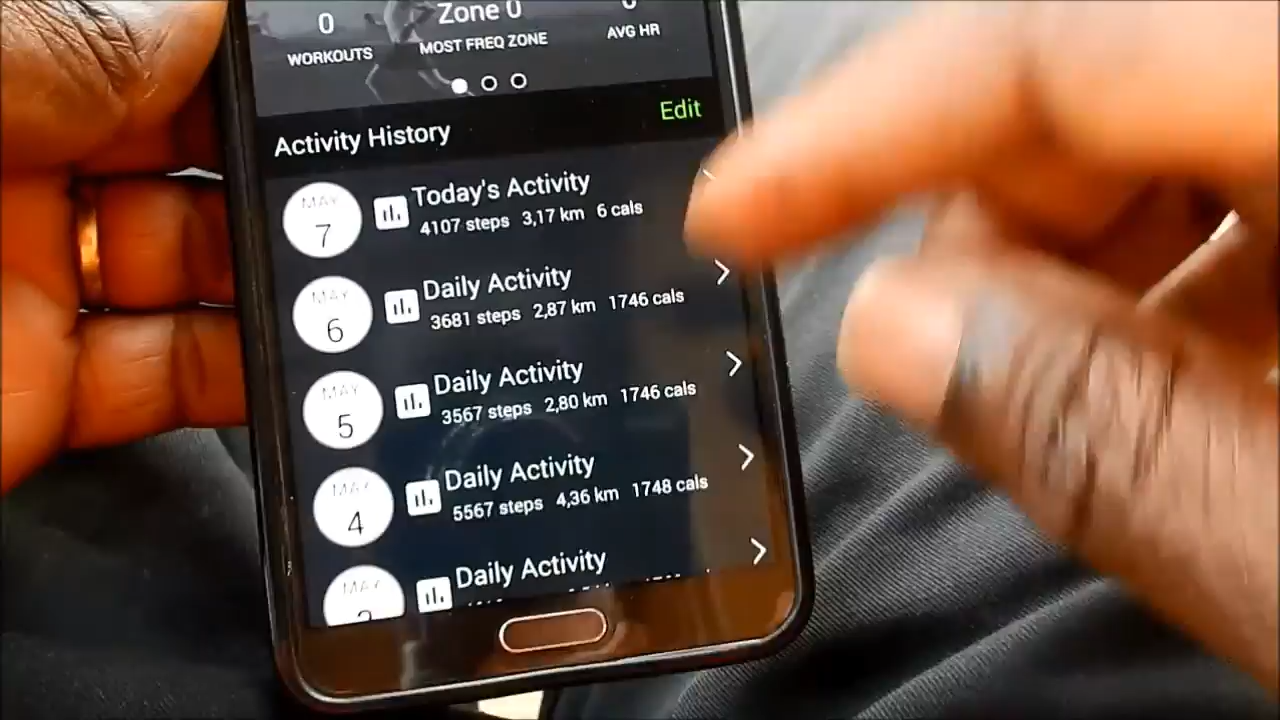 0
Zone 0
WORKOUTS
MOST FREQ ZONE
AVG HR
Edit
Activity History
MAY
7
Today's Activity
4107 steps 3,17 km 6 cals
MAY
6
Daily Activity
3681 steps 2,87 km 1746 cals
MAY
5
Daily Activity
3567 steps 2,80 km 1746 cals
MAY
4
Daily Activity
5567 steps 4,36 km 1748 cals
MAY
Daily Activity